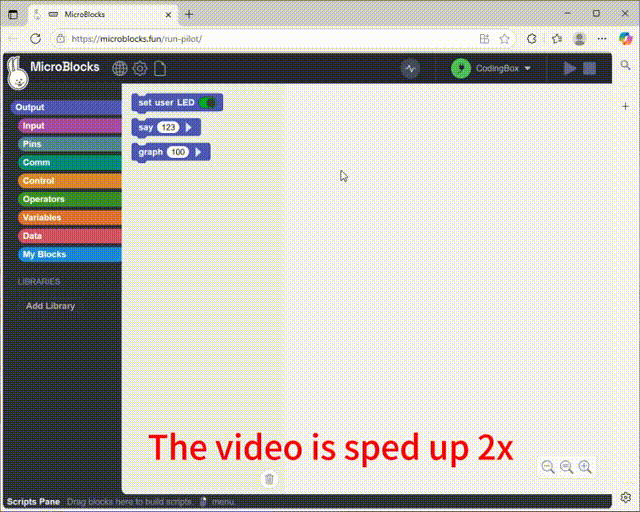 MicroBlocks
https://microblocks.fun/run-pilot/
MicroBlocks
CodingBox
Output
Input
Pins
Comm
Control
Operators
Variables
Data
My Blocks
LIBRARIES
Add Library
set user LED
say 123
graph 100
The video is sped up 2x
Scripts Pane Drag blocks here to build scripts. menu.